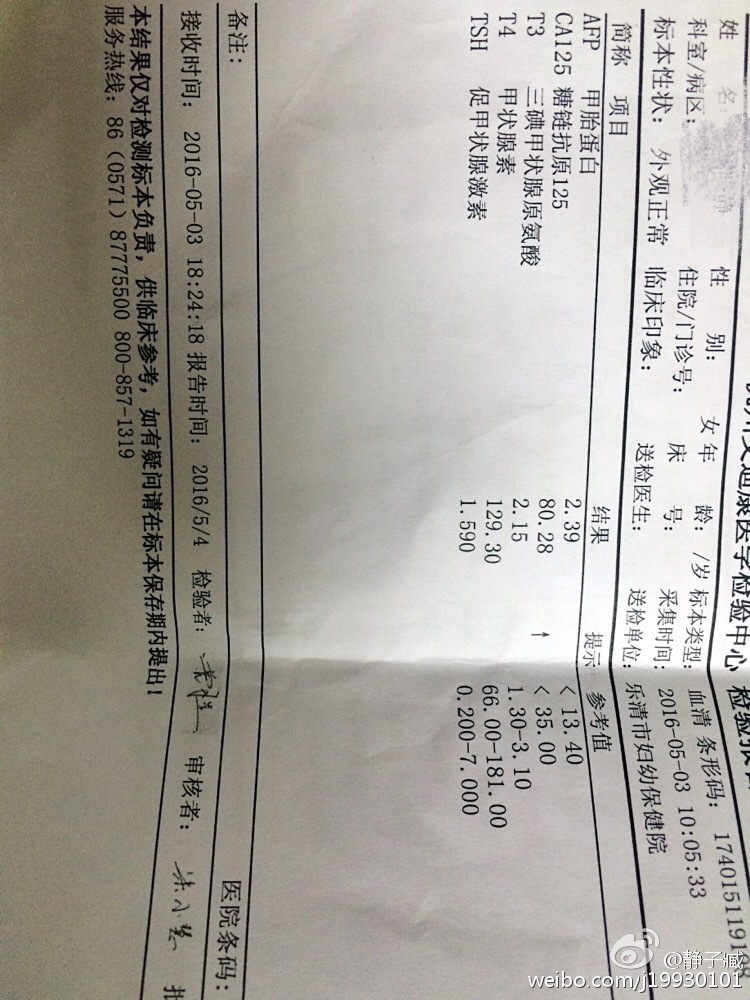 医学检验中心 检验报告
姓 名: 性 别: 女 年 龄: /岁 标本类型: 血清 条形码: 174015119198
科室/病区: 住院/门诊号: 床 号: 采集时间: 2016-05-03 10:05:33
标本性状: 外观正常 临床印象: 送检医生: 送检单位: 乐清市妇幼保健院
简称 项目 结果 提示 参考值
AFP 甲胎蛋白 2.39 < 13.40
CA125 糖链抗原125 80.28 ↑ < 35.00
T3 三碘甲状腺原氨酸 2.15 1.30-3.10
T4 甲状腺素 129.30 66.00-181.00
TSH 促甲状腺激素 1.590 0.200-7.000
备注: 医院条码:
接收时间: 2016-05-03 18:24:18 报告时间: 2016/5/4 检验者: 审核者: 批
本结果仅对检测标本负责，供临床参考，如有疑问请在标本保存期内提出！
服务热线: 86 (0571) 87775500 800-857-1319
@静子臧
weibo.com/j19930101